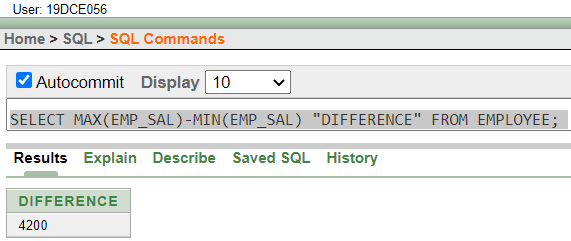 User: 19DCE056
Home > SQL > SQL Commands
Autocommit Display 10
SELECT MAX(EMP_SAL)-MIN(EMP_SAL) "DIFFERENCE" FROM EMPLOYEE;
Results Explain Describe Saved SQL History
DIFFERENCE
4200